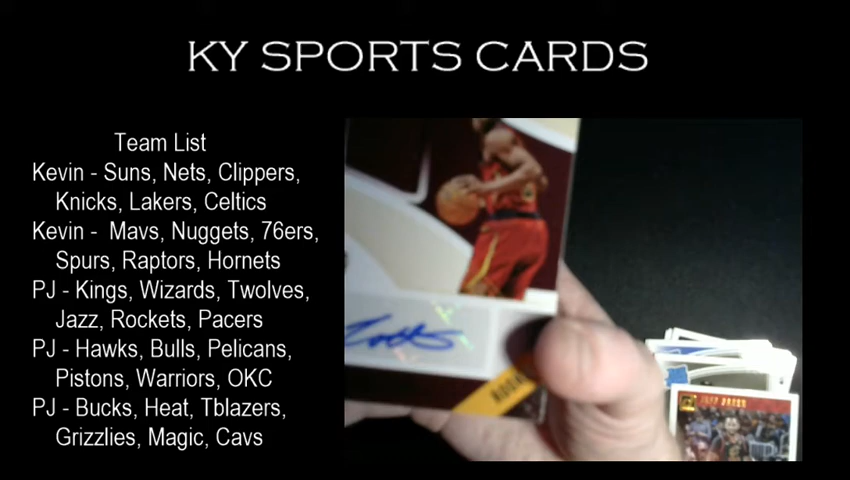 KY SPORTS CARDS
Team List
Kevin - Suns, Nets, Clippers,
Knicks, Lakers, Celtics
Kevin - Mavs, Nuggets, 76ers,
Spurs, Raptors, Hornets
PJ - Kings, Wizards, Twolves,
Jazz, Rockets, Pacers
PJ - Hawks, Bulls, Pelicans,
Pistons, Warriors, OKC
PJ - Bucks, Heat, Tblazers,
Grizzlies, Magic, Cavs